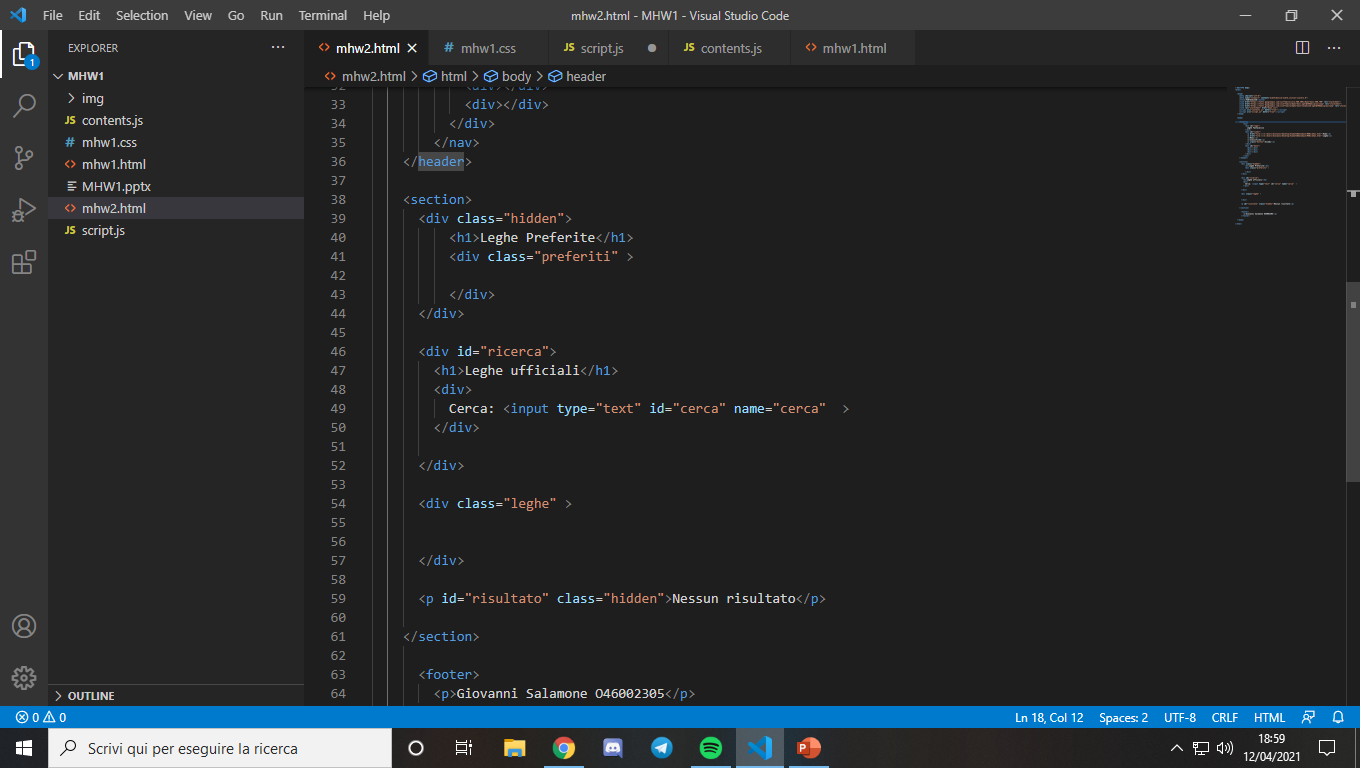 File Edit Selection View Go Run Terminal Help mhw2.html - MHW1 - Visual Studio Code
EXPLORER
MHW1
img
contents.js
mhw1.css
mhw1.html
MHW1.pptx
mhw2.html
script.js
OUTLINE
1
mhw2.html mhw1.css script.js contents.js mhw1.html
mhw2.html > html > body > header
32 <div></div>
33 <div></div>
34 </div>
35 </nav>
36 </header>
37
38 <section>
39 <div class="hidden">
40 <h1>Leghe Preferite</h1>
41 <div class="preferiti" >
42
43 </div>
44 </div>
45
46 <div id="ricerca">
47 <h1>Leghe ufficiali</h1>
48 <div>
49 Cerca: <input type="text" id="cerca" name="cerca"  >
50 </div>
51
52 </div>
53
54 <div class="leghe" >
55
56
57 </div>
58
59 <p id="risultato" class="hidden">Nessun risultato</p>
60
61 </section>
62
63 <footer>
64 <p>Giovanni Salamone O46002305</p>
0 0 Ln 18, Col 12 Spaces: 2 UTF-8 CRLF HTML
Scrivi qui per eseguire la ricerca
18:59
12/04/2021